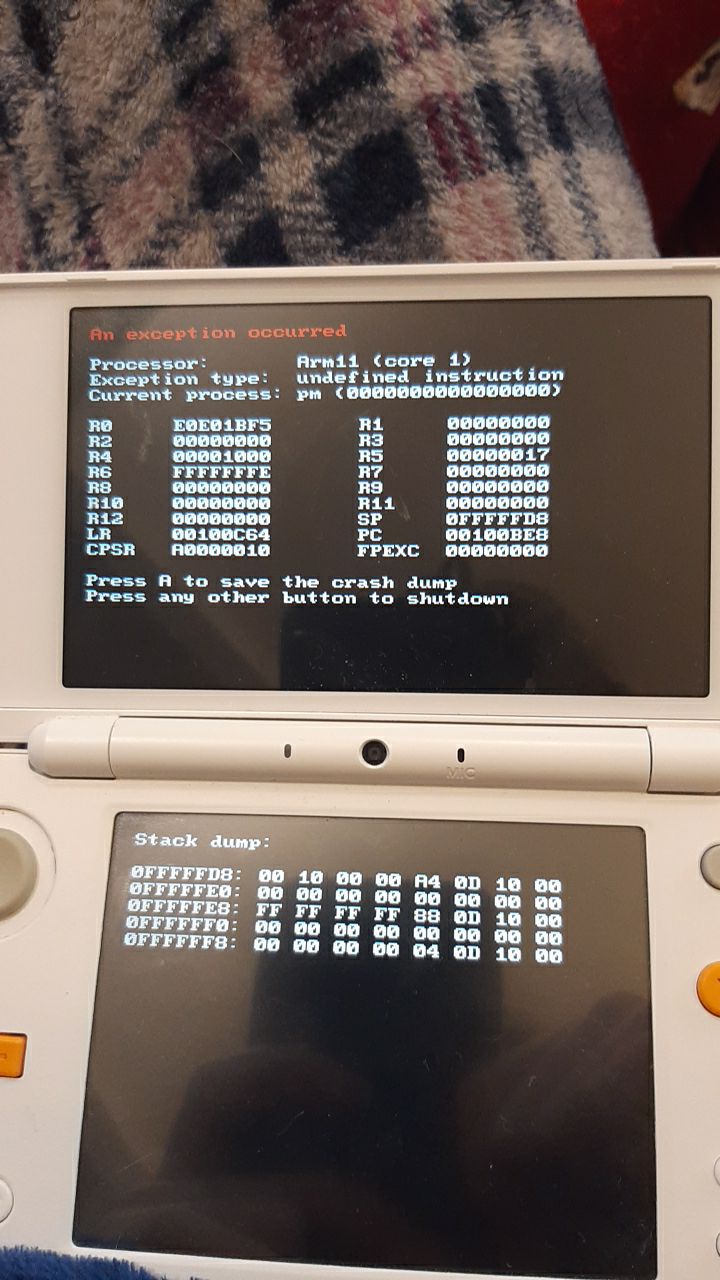 An exception occurred
Processor: Arm11 (core 1)
Exception type: undefined instruction
Current process: pm (0000000000000000)
R0 E0E01BF5 R1 00000000
R2 00000000 R3 00000000
R4 00001000 R5 00000017
R6 FFFFFFFE R7 00000000
R8 00000000 R9 00000000
R10 00000000 R11 00000000
R12 00000000 SP 0FFFFFD8
LR 00100C64 PC 00100BE8
CPSR A0000010 FPEXC 00000000
Press A to save the crash dump
Press any other button to shutdown
MIC
Stack dump:
0FFFFFD8: 00 10 00 00 A4 0D 10 00
0FFFFFE0: 00 00 00 00 00 00 00 00
0FFFFFE8: FF FF FF FF 88 0D 10 00
0FFFFFF0: 00 00 00 00 00 00 00 00
0FFFFFF8: 00 00 00 00 04 0D 10 00